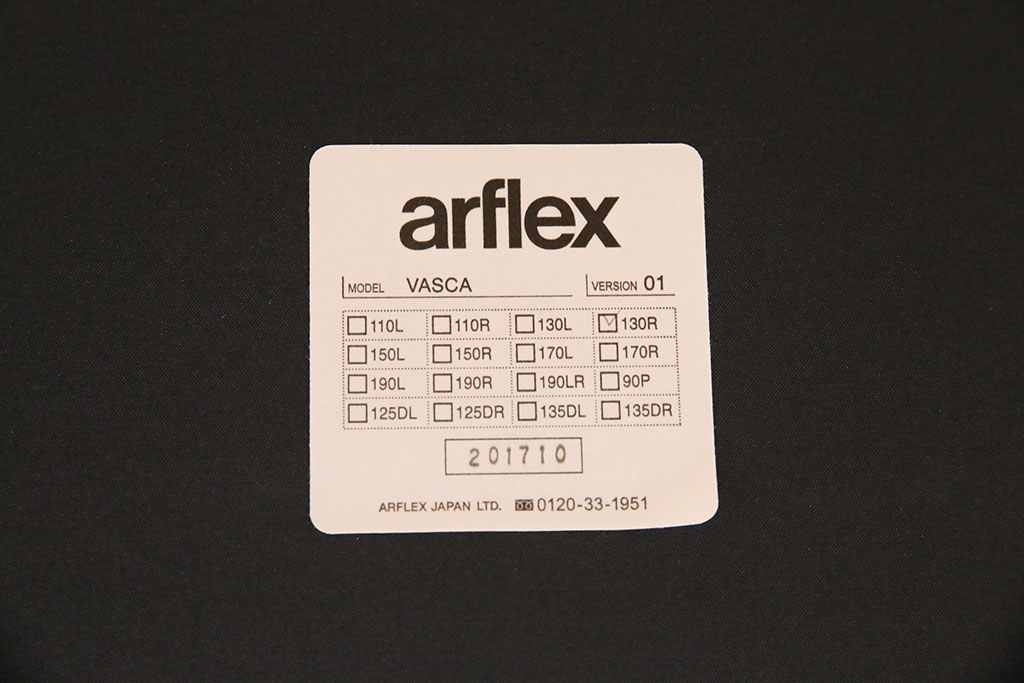 arflex
MODEL VASCA VERSION 01
☐110L ☐110R ☐130L ☑130R
☐150L ☐150R ☐170L ☐170R
☐190L ☐190R ☐190LR ☐90P
☐125DL ☐125DR ☐135DL ☐135DR
201710
ARFLEX JAPAN LTD. 0120-33-1951